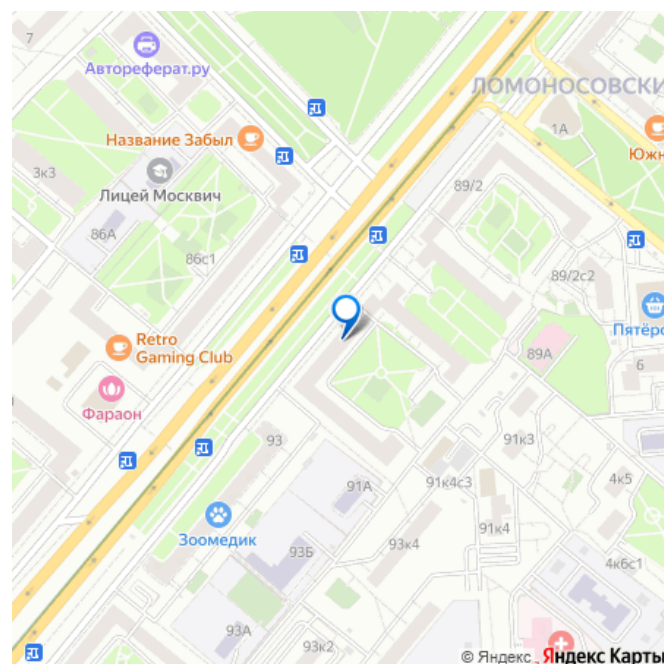 7
Автореферат.ру
ЛОМОНОСОВСКИ
Название Забыл
1А
Южн
3к3
Лицей Москвич
89/2
86А
86с1
89/2с2
Retro
Gaming Club
Пятёро
89А
6
Фараон
93
91к3
91А
91к4с3
4к5
Зоомедик
91к4
93Б
93к4
4к6с1
93А
93к2
© Яндекс Яндекс Карты